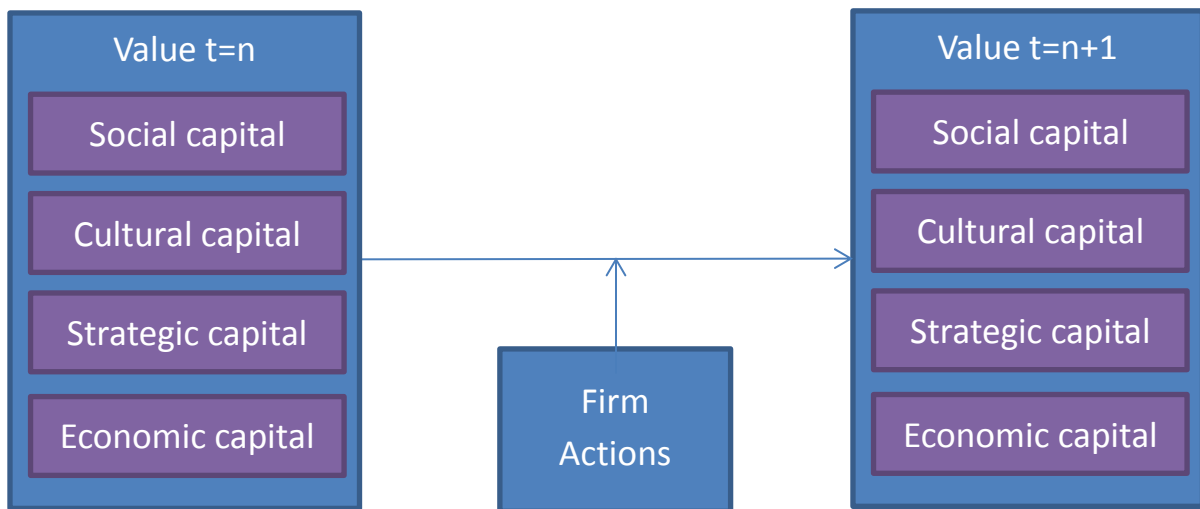 Value t=n
Social capital
Cultural capital
Strategic capital
Economic capital
Firm
Actions
Value t=n+1
Social capital
Cultural capital
Strategic capital
Economic capital